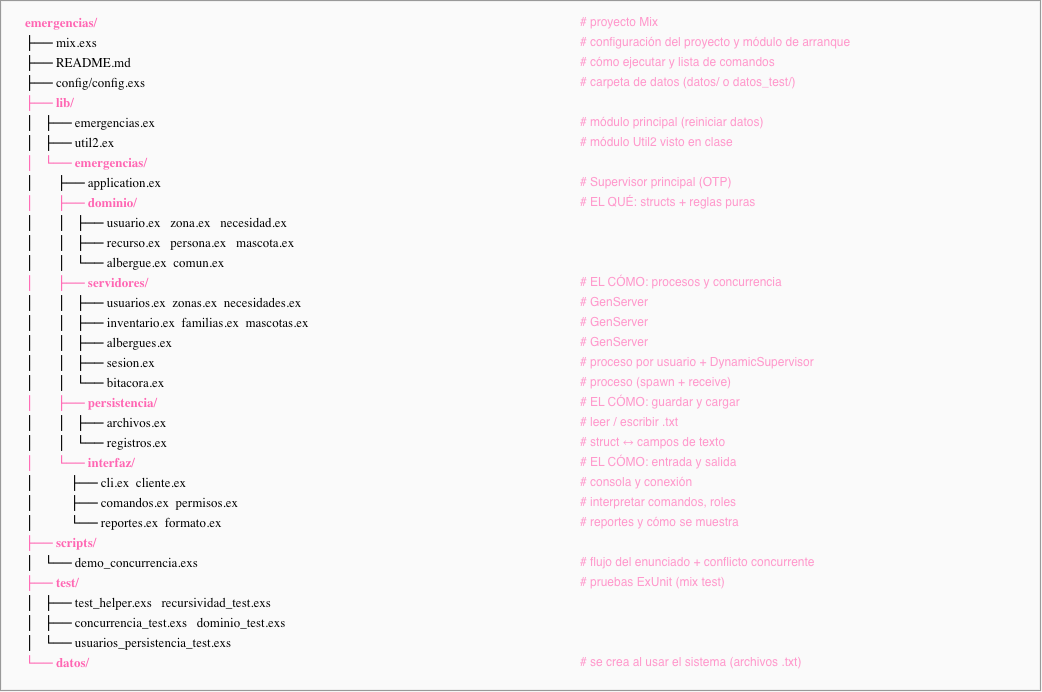 emergencias/ # proyecto Mix
├── mix.exs # configuración del proyecto y módulo de arranque
├── README.md # cómo ejecutar y lista de comandos
├── config/config.exs # carpeta de datos (datos/ o datos_test/)
├── lib/
│ ├── emergencias.ex # módulo principal (reiniciar datos)
│ ├── util2.ex # módulo Util2 visto en clase
│ └── emergencias/
│ ├── application.ex # Supervisor principal (OTP)
│ ├── dominio/ # EL QUÉ: structs + reglas puras
│ │ ├── usuario.ex zona.ex necesidad.ex
│ │ ├── recurso.ex persona.ex mascota.ex
│ │ └── albergue.ex comun.ex
│ ├── servidores/ # EL CÓMO: procesos y concurrencia
│ │ ├── usuarios.ex zonas.ex necesidades.ex # GenServer
│ │ ├── inventario.ex familias.ex mascotas.ex # GenServer
│ │ ├── albergues.ex # GenServer
│ │ ├── sesion.ex # proceso por usuario + DynamicSupervisor
│ │ └── bitacora.ex # proceso (spawn + receive)
│ ├── persistencia/ # EL CÓMO: guardar y cargar
│ │ ├── archivos.ex # leer / escribir .txt
│ │ └── registros.ex # struct ↔ campos de texto
│ └── interfaz/ # EL CÓMO: entrada y salida
│ ├── cli.ex cliente.ex # consola y conexión
│ ├── comandos.ex permisos.ex # interpretar comandos, roles
│ └── reportes.ex formato.ex # reportes y cómo se muestra
├── scripts/
│ └── demo_concurrencia.exs # flujo del enunciado + conflicto concurrente
├── test/ # pruebas ExUnit (mix test)
│ ├── test_helper.exs recursividad_test.exs
│ ├── concurrencia_test.exs dominio_test.exs
│ └── usuarios_persistencia_test.exs
└── datos/ # se crea al usar el sistema (archivos .txt)